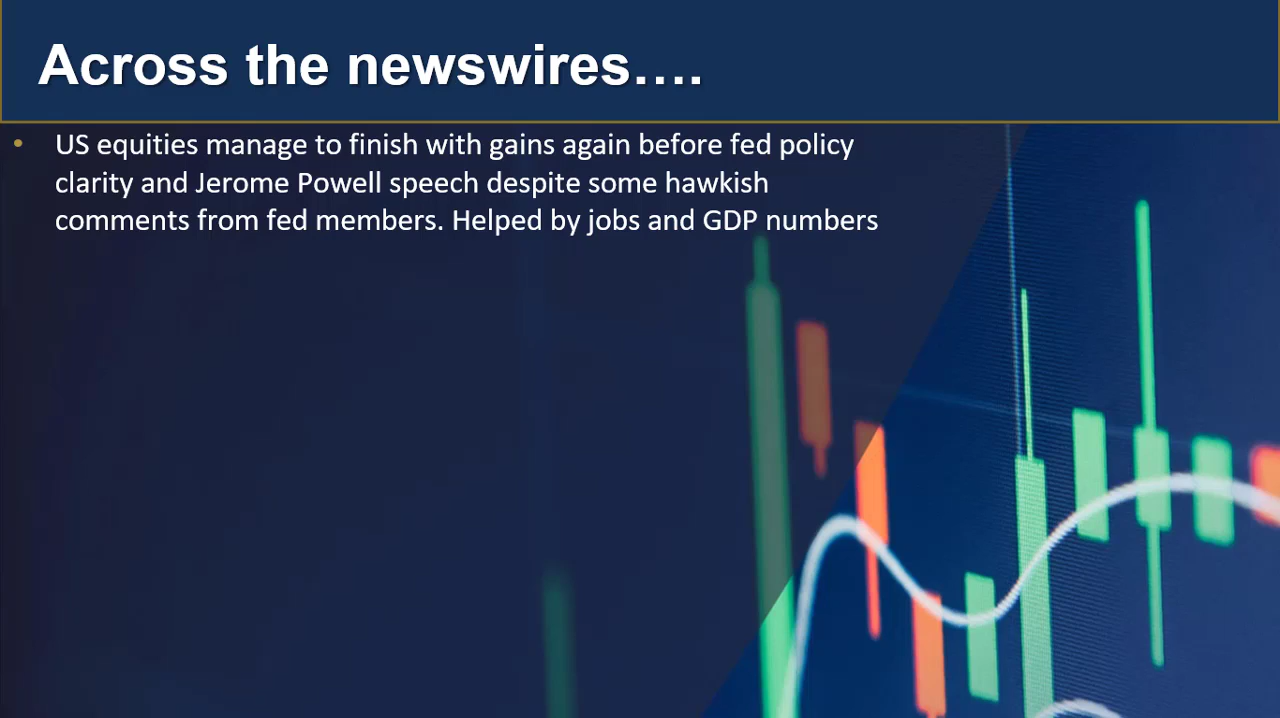 Across the newswires….
• US equities manage to finish with gains again before fed policy
clarity and Jerome Powell speech despite some hawkish
comments from fed members. Helped by jobs and GDP numbers